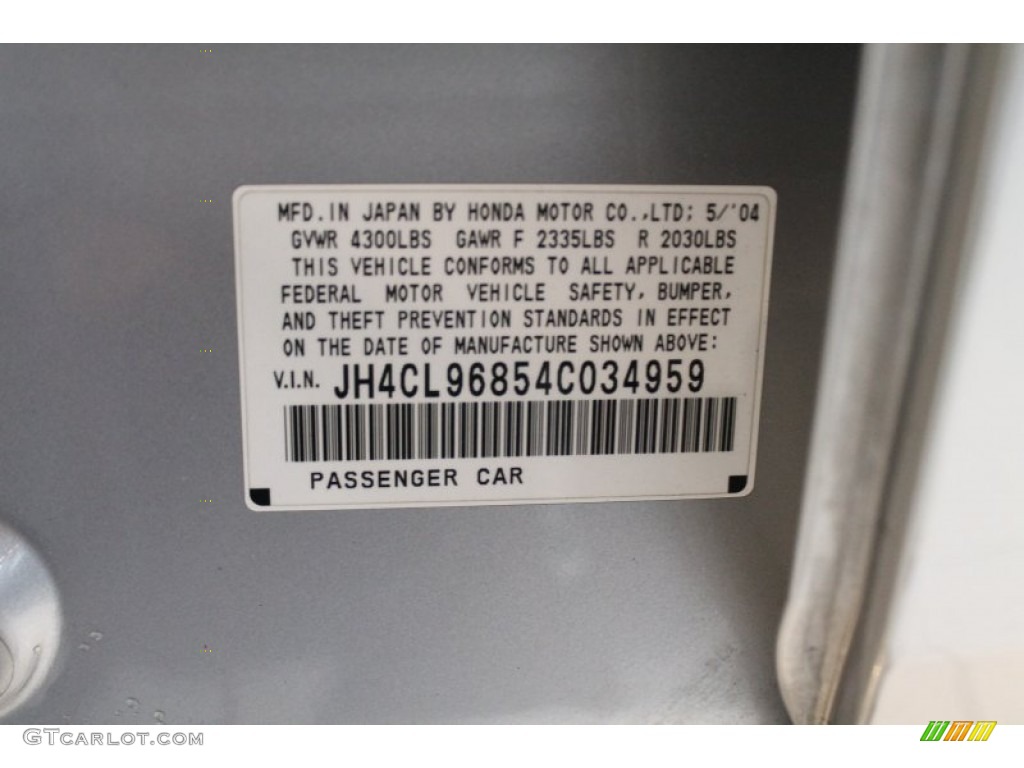 MFD. IN JAPAN BY HONDA MOTOR CO.,LTD; 5/'04
GVWR 4300LBS GAWR F 2335LBS R 2030LBS
THIS VEHICLE CONFORMS TO ALL APPLICABLE
FEDERAL MOTOR VEHICLE SAFETY, BUMPER,
AND THEFT PREVENTION STANDARDS IN EFFECT
ON THE DATE OF MANUFACTURE SHOWN ABOVE:
V.I.N. JH4CL96854C034959
PASSENGER CAR
GTCARLOT.COM